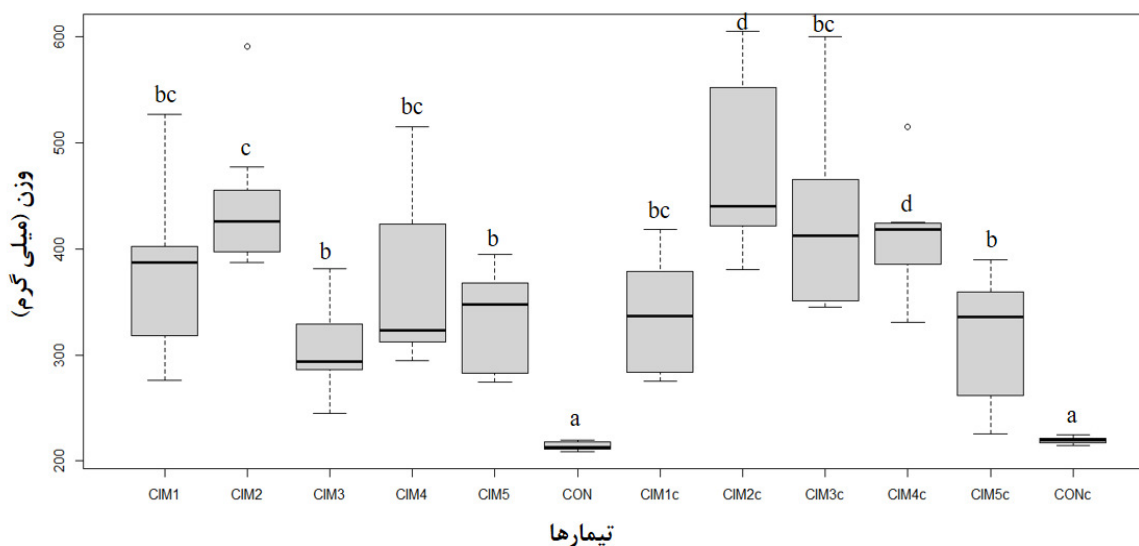 600
500
400
300
200
وزن (میلی گرم)
bc
c
b
bc
b
a
bc
d
bc
d
b
a
CIM1 CIM2 CIM3 CIM4 CIM5 CON CIM1c CIM2c CIM3c CIM4c CIM5c CONc
تیمارها